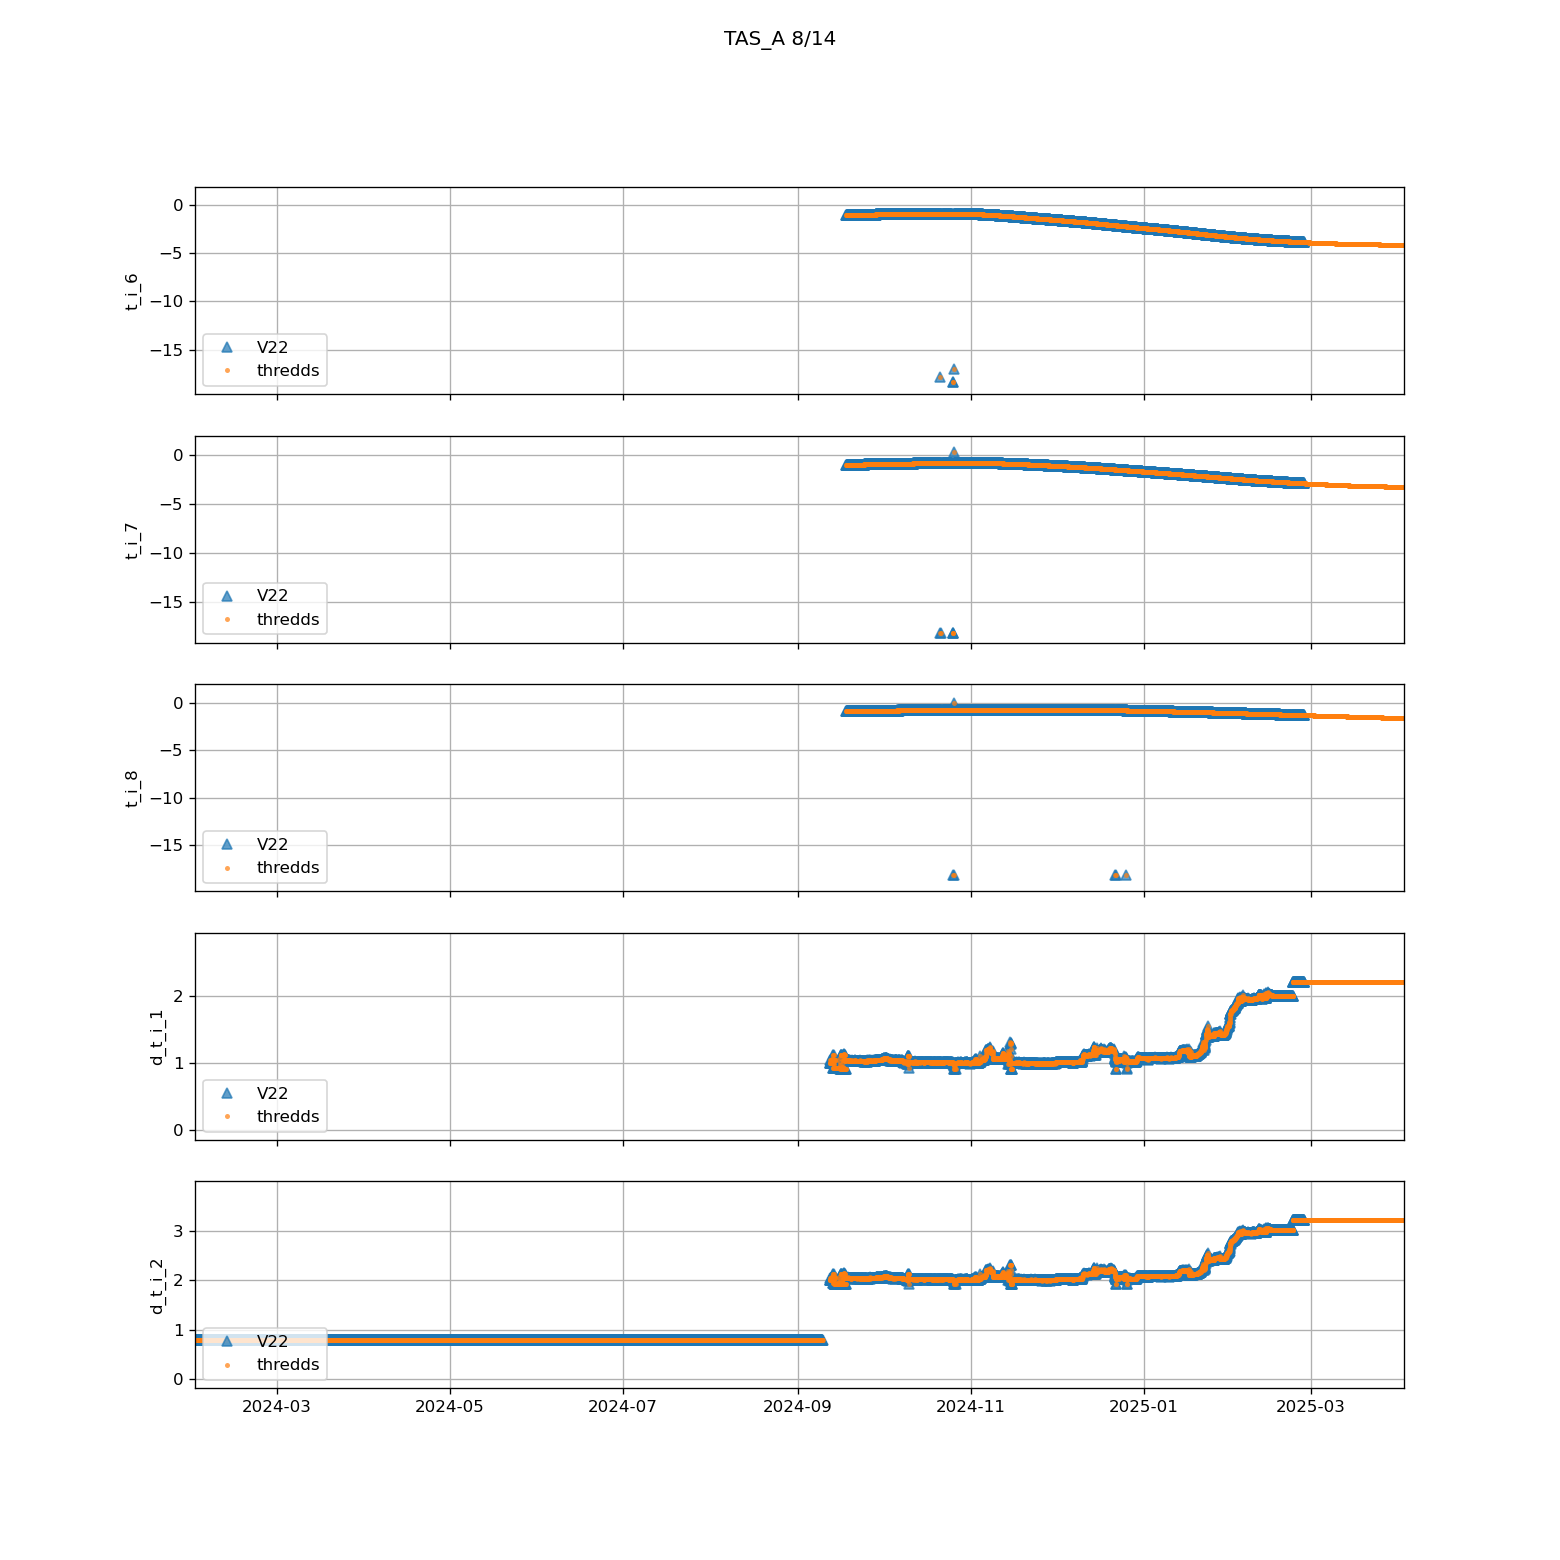 TAS_A 8/14
0
−5
−10
−15
t_i_6
V22
thredds
0
−5
−10
−15
t_i_7
V22
thredds
0
−5
−10
−15
t_i_8
V22
thredds
2
1
0
d_t_i_1
V22
thredds
3
2
1
0
d_t_i_2
V22
thredds
2024-03 2024-05 2024-07 2024-09 2024-11 2025-01 2025-03